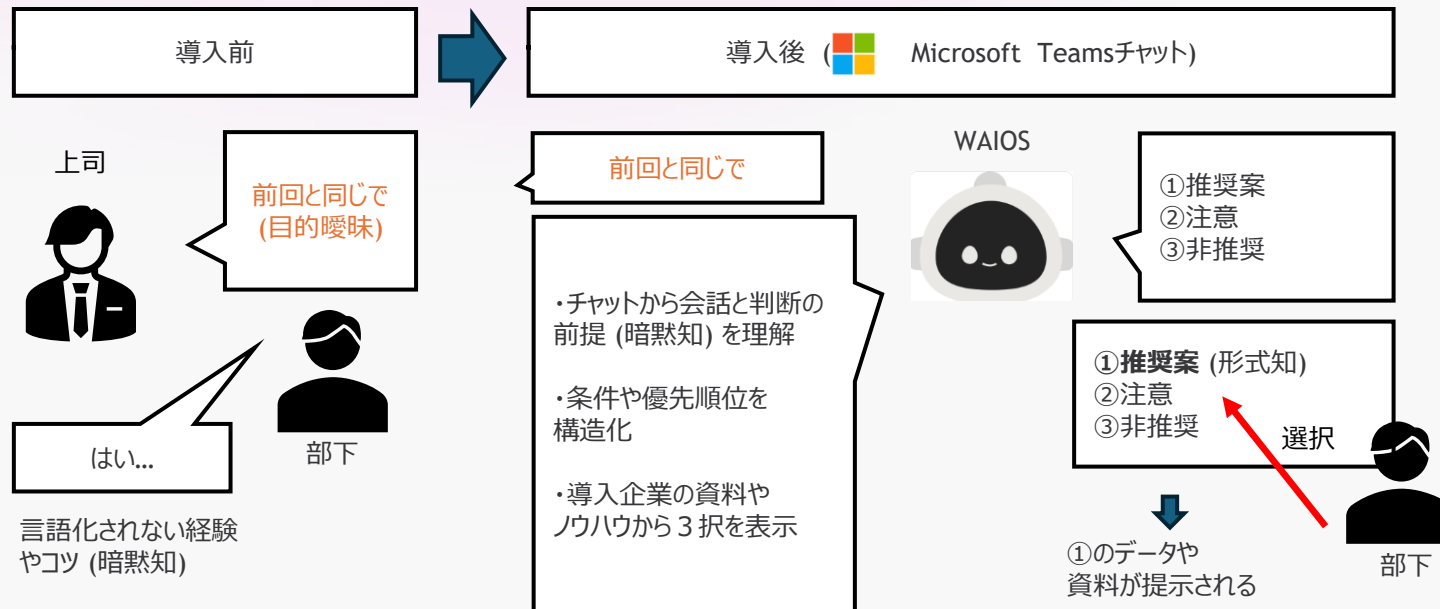 導入前
導入後 ( Microsoft Teamsチャット)
上司
前回と同じで
(目的曖昧)
はい...
部下
言語化されない経験
やコツ (暗黙知)
前回と同じで
・チャットから会話と判断の
前提 (暗黙知) を理解
・条件や優先順位を
構造化
・導入企業の資料や
ノウハウから３択を表示
WAIOS
①推奨案
②注意
③非推奨
①推奨案 (形式知)
②注意
③非推奨
選択
部下
①のデータや
資料が提示される